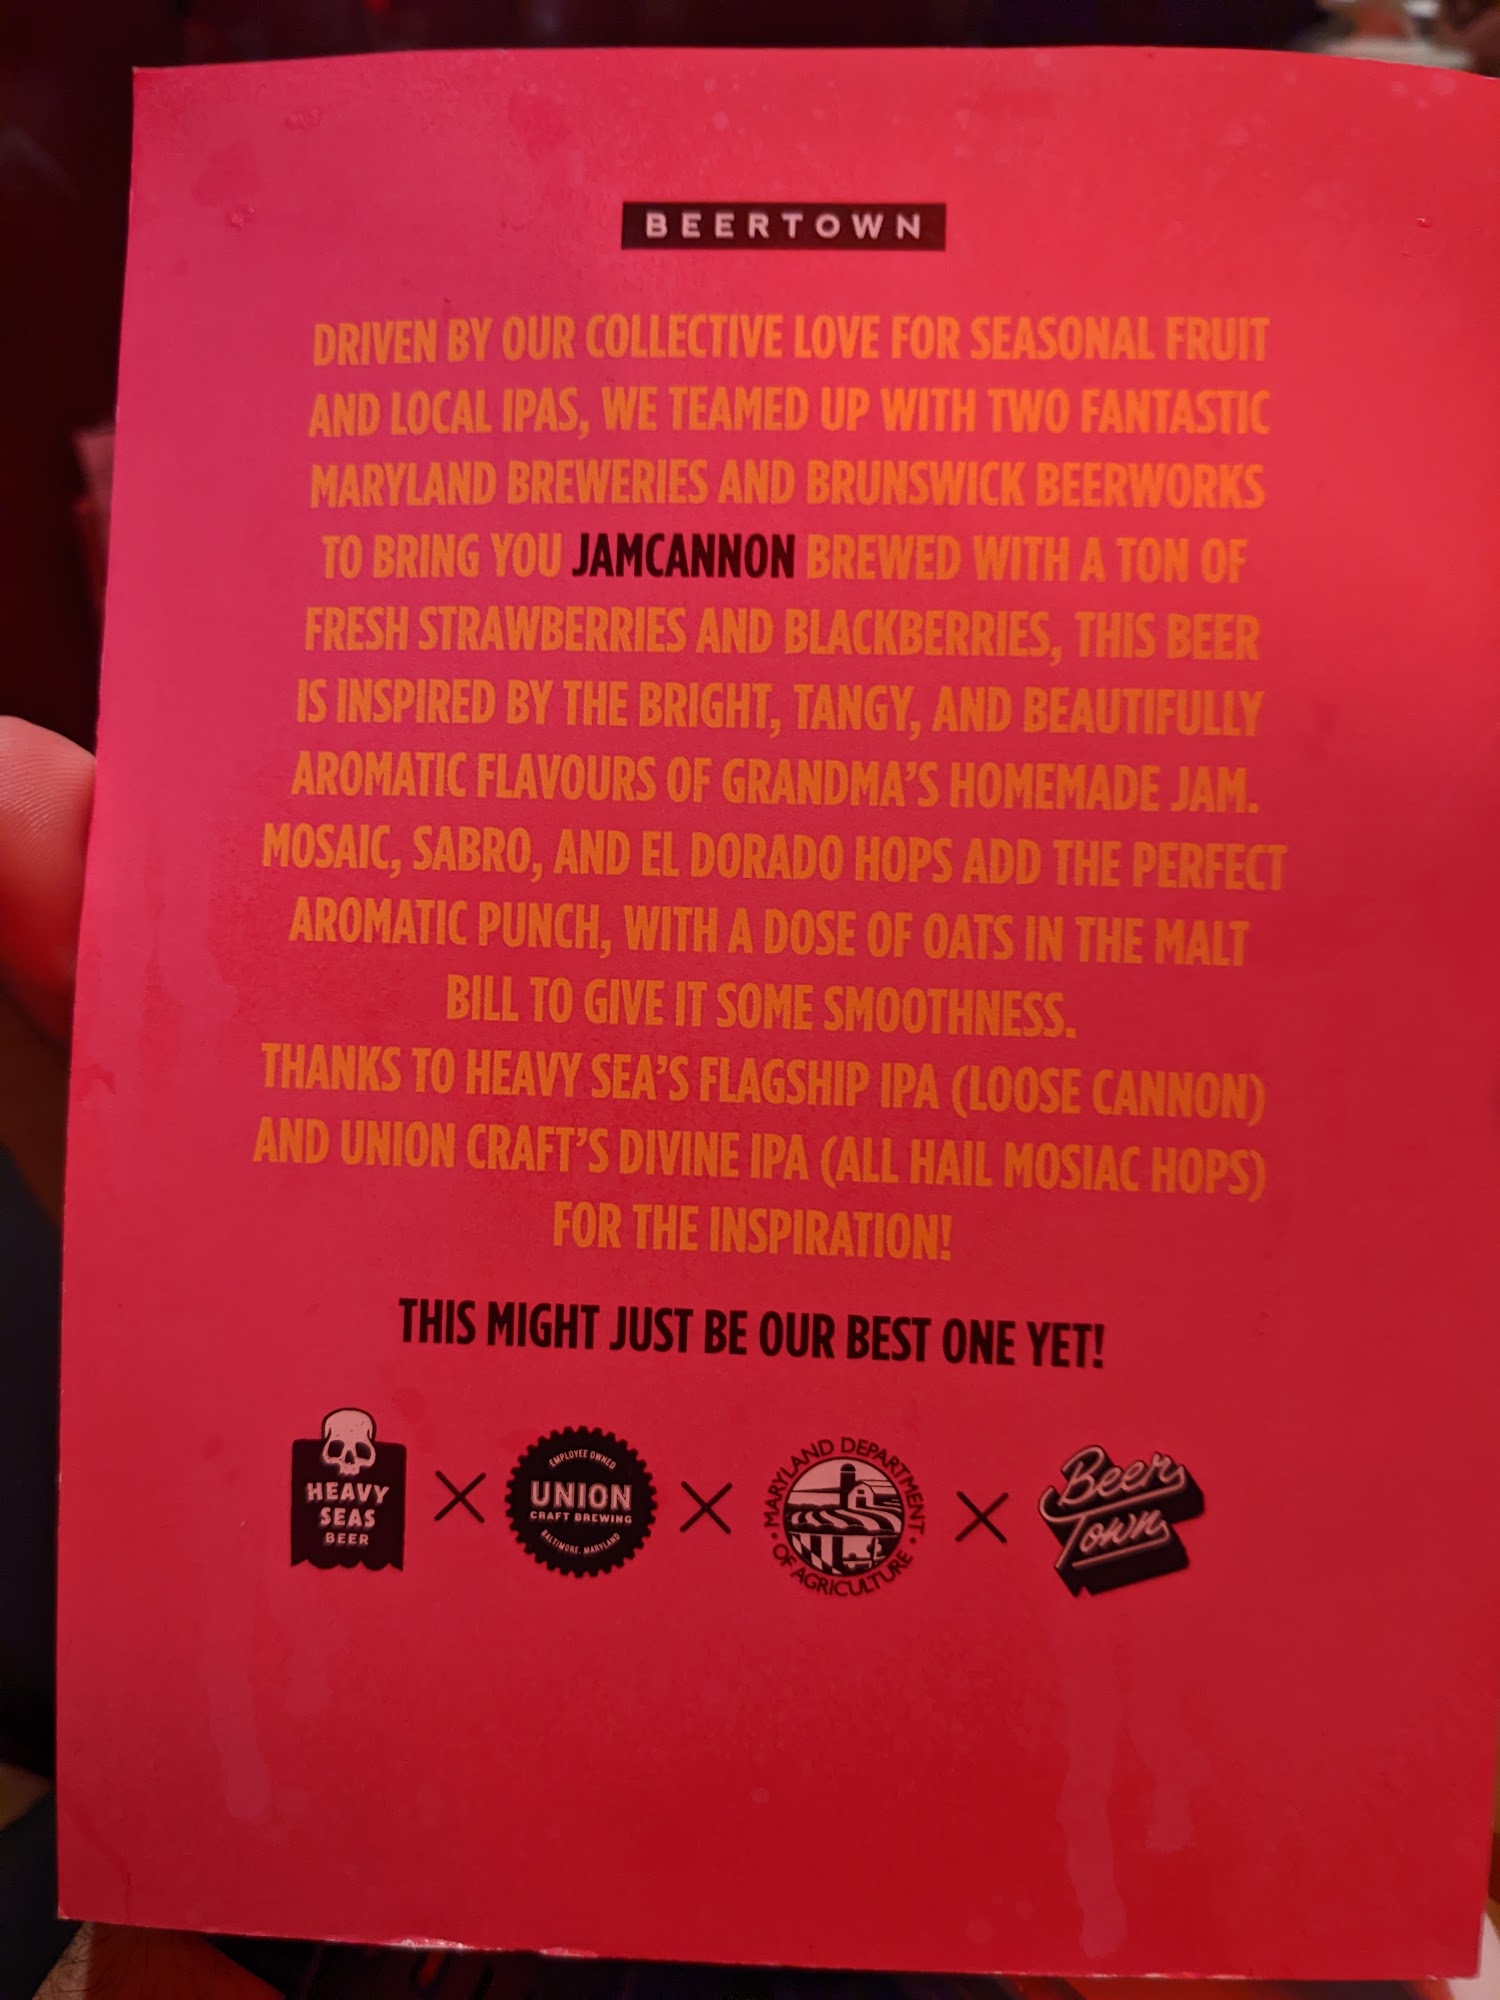 BEERTOWN
DRIVEN BY OUR COLLECTIVE LOVE FOR SEASONAL FRUIT
AND LOCAL IPAS, WE TEAMED UP WITH TWO FANTASTIC
MARYLAND BREWERIES AND BRUNSWICK BEERWORKS
TO BRING YOU JAMCANNON BREWED WITH A TON OF
FRESH STRAWBERRIES AND BLACKBERRIES, THIS BEER
IS INSPIRED BY THE BRIGHT, TANGY, AND BEAUTIFULLY
AROMATIC FLAVOURS OF GRANDMA'S HOMEMADE JAM.
MOSAIC, SABRO, AND EL DORADO HOPS ADD THE PERFECT
AROMATIC PUNCH, WITH A DOSE OF OATS IN THE MALT
BILL TO GIVE IT SOME SMOOTHNESS.
THANKS TO HEAVY SEA'S FLAGSHIP IPA (LOOSE CANNON)
AND UNION CRAFT'S DIVINE IPA (ALL HAIL MOSIAC HOPS)
FOR THE INSPIRATION!
THIS MIGHT JUST BE OUR BEST ONE YET!
HEAVY
SEAS
BEER
EMPLOYEE OWNED
UNION
CRAFT BREWING
BALTIMORE, MARYLAND
MARYLAND DEPARTMENT
OF AGRICULTURE
Beer
Town